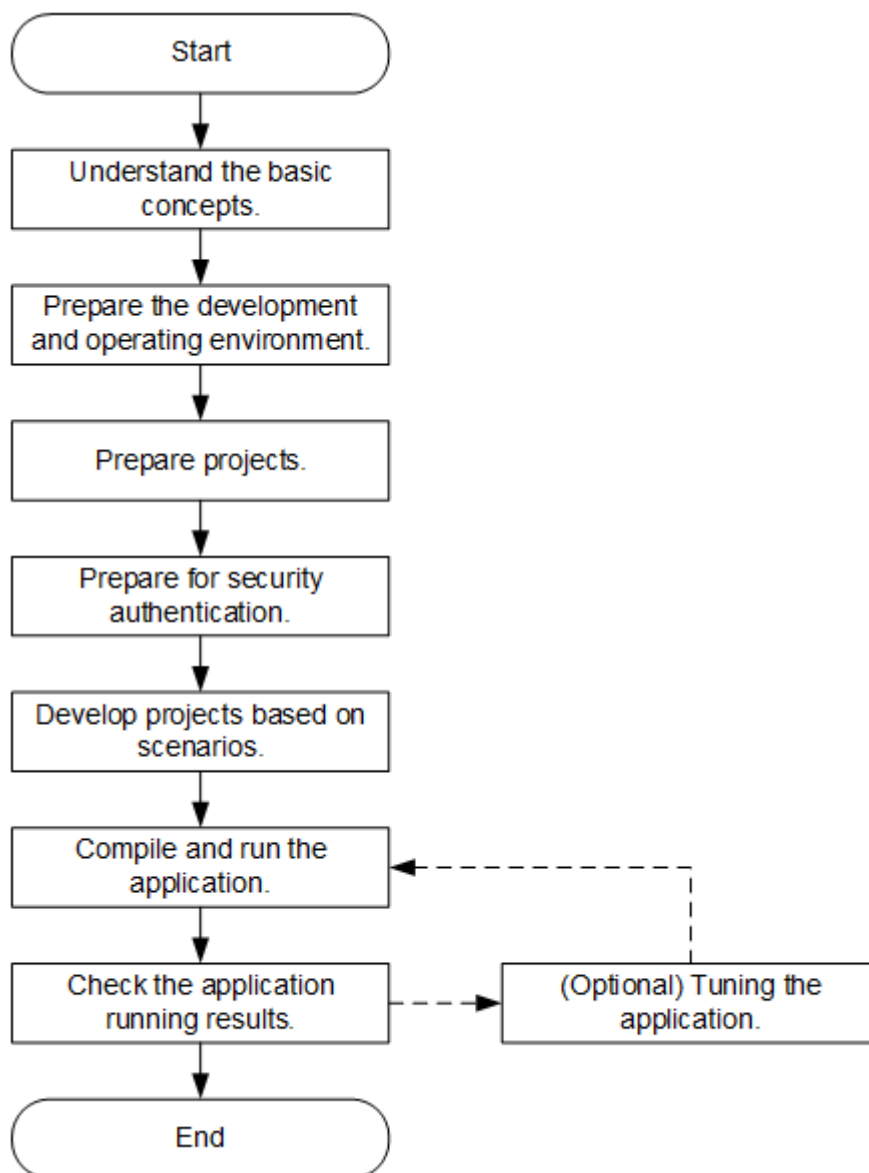 Start
Understand the basic
concepts.
Prepare the development
and operating environment.
Prepare projects.
Prepare for security
authentication.
Develop projects based on
scenarios.
Compile and run the
application.
Check the application
running results.
(Optional) Tuning the
application.
End